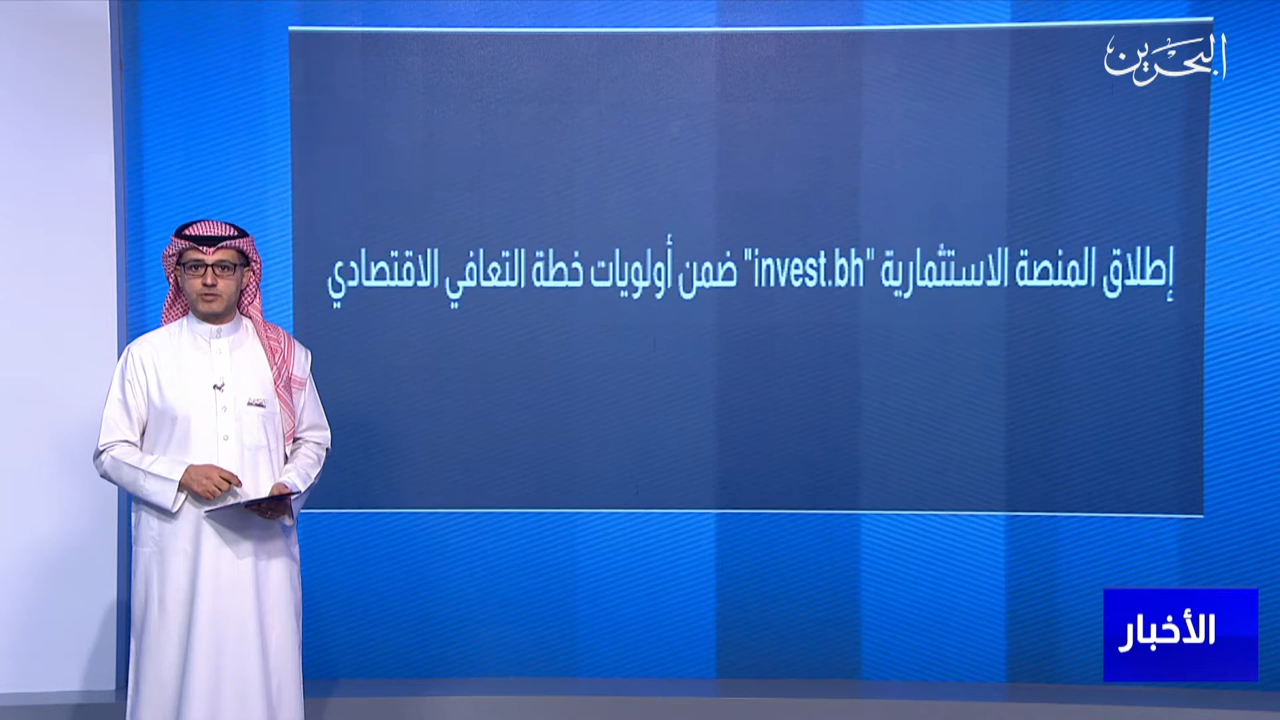 البحرين
إطلاق المنصة الاستثمارية "invest.bh" ضمن أولويات خطة التعافي الاقتصادي
الأخبار